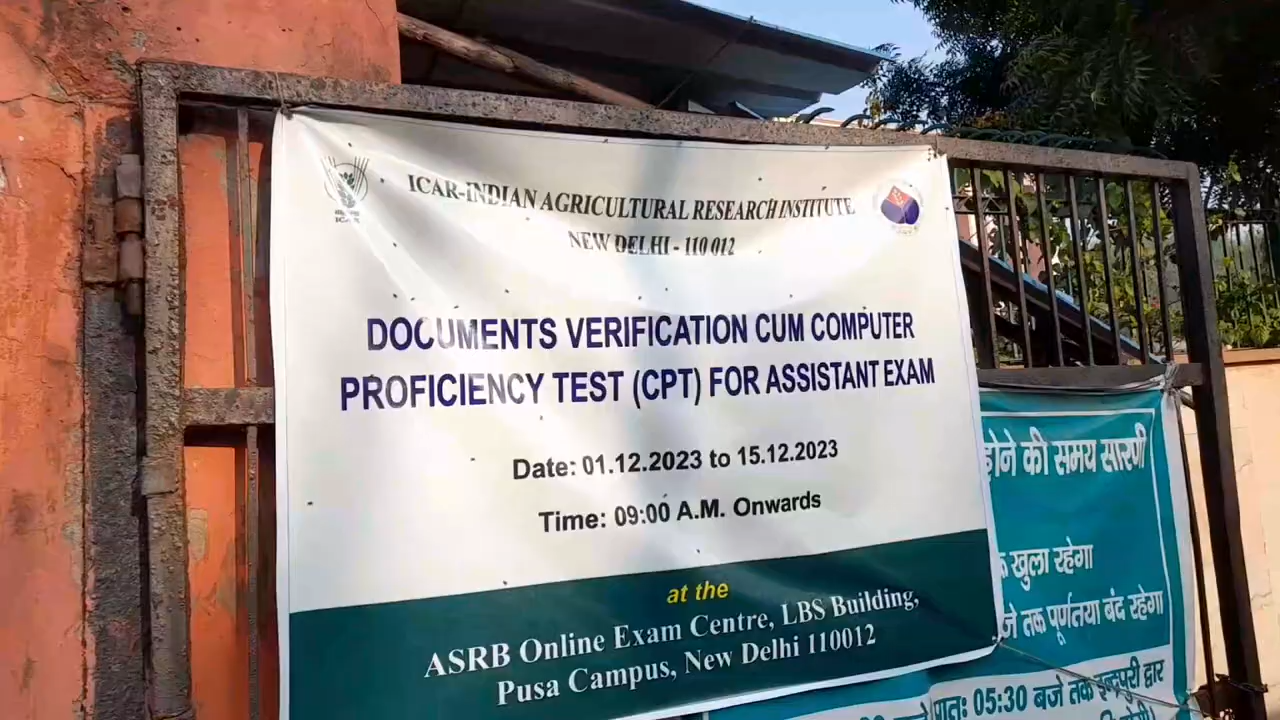 ICAR-INDIAN AGRICULTURAL RESEARCH INSTITUTE
NEW DELHI - 110 012
DOCUMENTS VERIFICATION CUM COMPUTER
PROFICIENCY TEST (CPT) FOR ASSISTANT EXAM
Date: 01.12.2023 to 15.12.2023
Time: 09:00 A.M. Onwards
at the
ASRB Online Exam Centre, LBS Building,
Pusa Campus, New Delhi 110012
होने की समय सारणी
खुला रहेगा
तक पूर्णतया बंद रहेगा
प्रातः 05:30 बजे तक इन्द्रपुरी द्वार